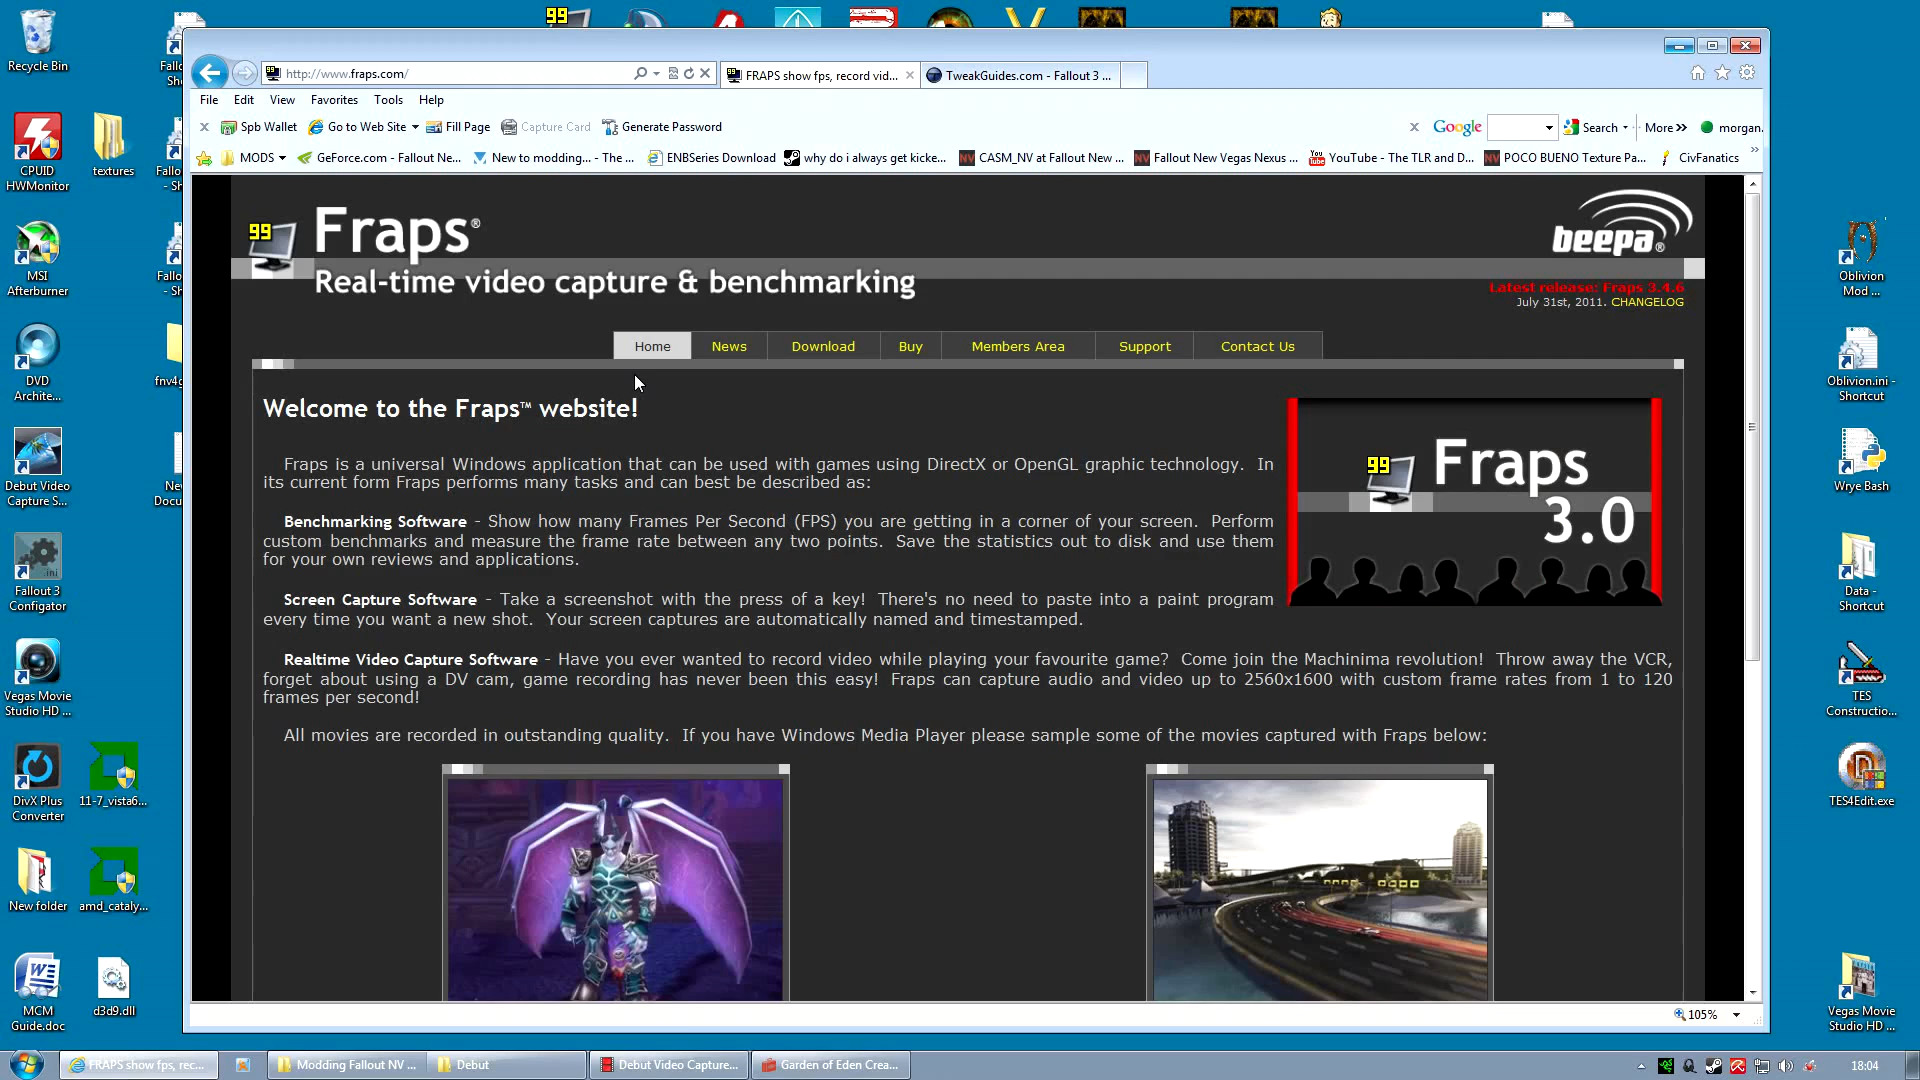 http://www.fraps.com/
FRAPS show fps, record vid...
TweakGuides.com - Fallout 3 ...
File Edit View Favorites Tools Help
Spb Wallet Go to Web Site Fill Page Capture Card Generate Password
Google Search More morgan.
MODS GeForce.com - Fallout Ne... New to modding... - The ... ENBSeries Download why do i always get kicke... CASM_NV at Fallout New ... Fallout New Vegas Nexus ... YouTube - The TLR and D... POCO BUENO Texture Pa... CivFanatics
99
Fraps®
Real-time video capture & benchmarking
beepa®
Latest release: Fraps 3.4.6
July 31st, 2011. CHANGELOG
Home News Download Buy Members Area Support Contact Us
Welcome to the Fraps™ website!
Fraps is a universal Windows application that can be used with games using DirectX or OpenGL graphic technology. In
its current form Fraps performs many tasks and can best be described as:
Benchmarking Software - Show how many Frames Per Second (FPS) you are getting in a corner of your screen. Perform
custom benchmarks and measure the frame rate between any two points. Save the statistics out to disk and use them
for your own reviews and applications.
Screen Capture Software - Take a screenshot with the press of a key! There's no need to paste into a paint program
every time you want a new shot. Your screen captures are automatically named and timestamped.
Realtime Video Capture Software - Have you ever wanted to record video while playing your favourite game? Come join the Machinima revolution! Throw away the VCR,
forget about using a DV cam, game recording has never been this easy! Fraps can capture audio and video up to 2560x1600 with custom frame rates from 1 to 120
frames per second!
All movies are recorded in outstanding quality. If you have Windows Media Player please sample some of the movies captured with Fraps below:
99
Fraps
3.0
105%
Recycle Bin
CPUID
HWMonitor
textures
MSI
Afterburner
DVD
Archite...
Debut Video
Capture S...
Fallout 3
Configator
Vegas Movie
Studio HD ...
DivX Plus
Converter
11-7_vista6...
New folder
amd_cataly...
MCM
Guide.doc
d3d9.dll
99
Oblivion
Mod ...
Oblivion.ini -
Shortcut
Wrye Bash
Data -
Shortcut
TES
Constructio...
TES4Edit.exe
Vegas Movie
Studio HD ...
FRAPS show fps, rec...
Modding Fallout NV ...
Debut
Debut Video Capture...
Garden of Eden Crea...
18:04